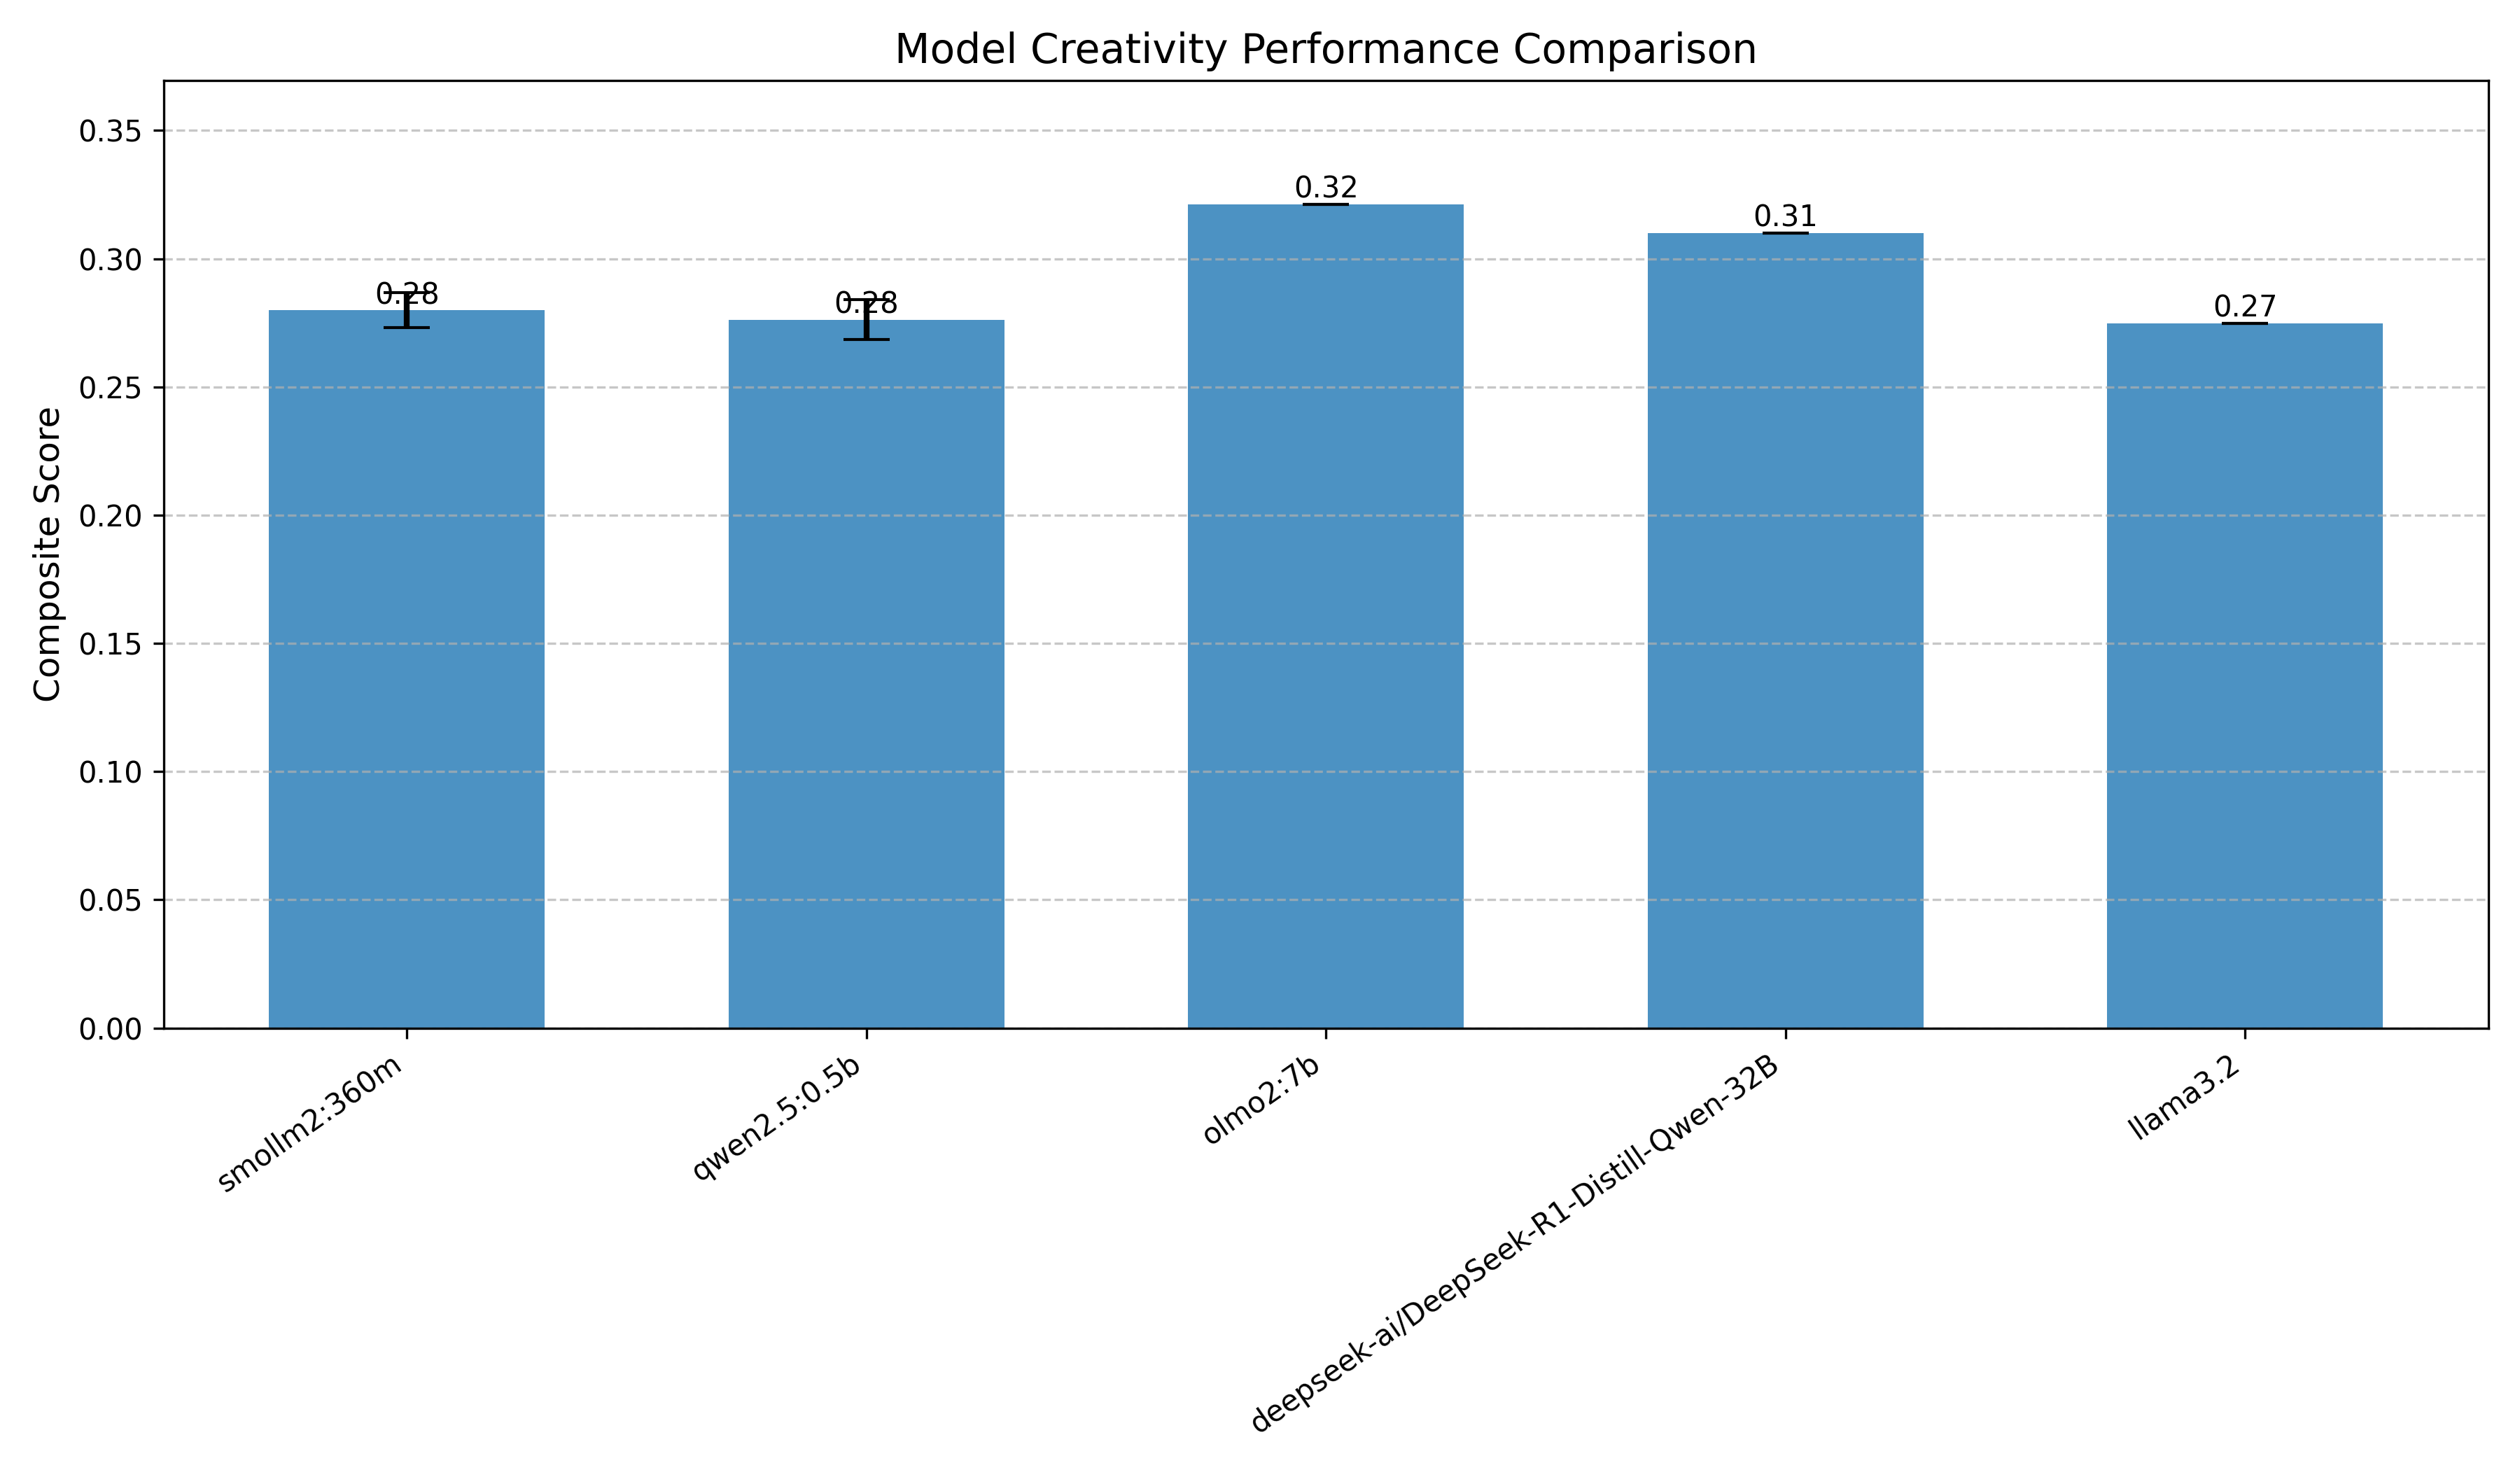 Model Creativity Performance Comparison
Composite Score
0.35
0.30
0.25
0.20
0.15
0.10
0.05
0.00
0.28
0.28
0.32
0.31
0.27
smollm2:360m
qwen2.5:0.5b
olmo2:7b
deepseek-ai/DeepSeek-R1-Distill-Qwen-32B
llama3.2